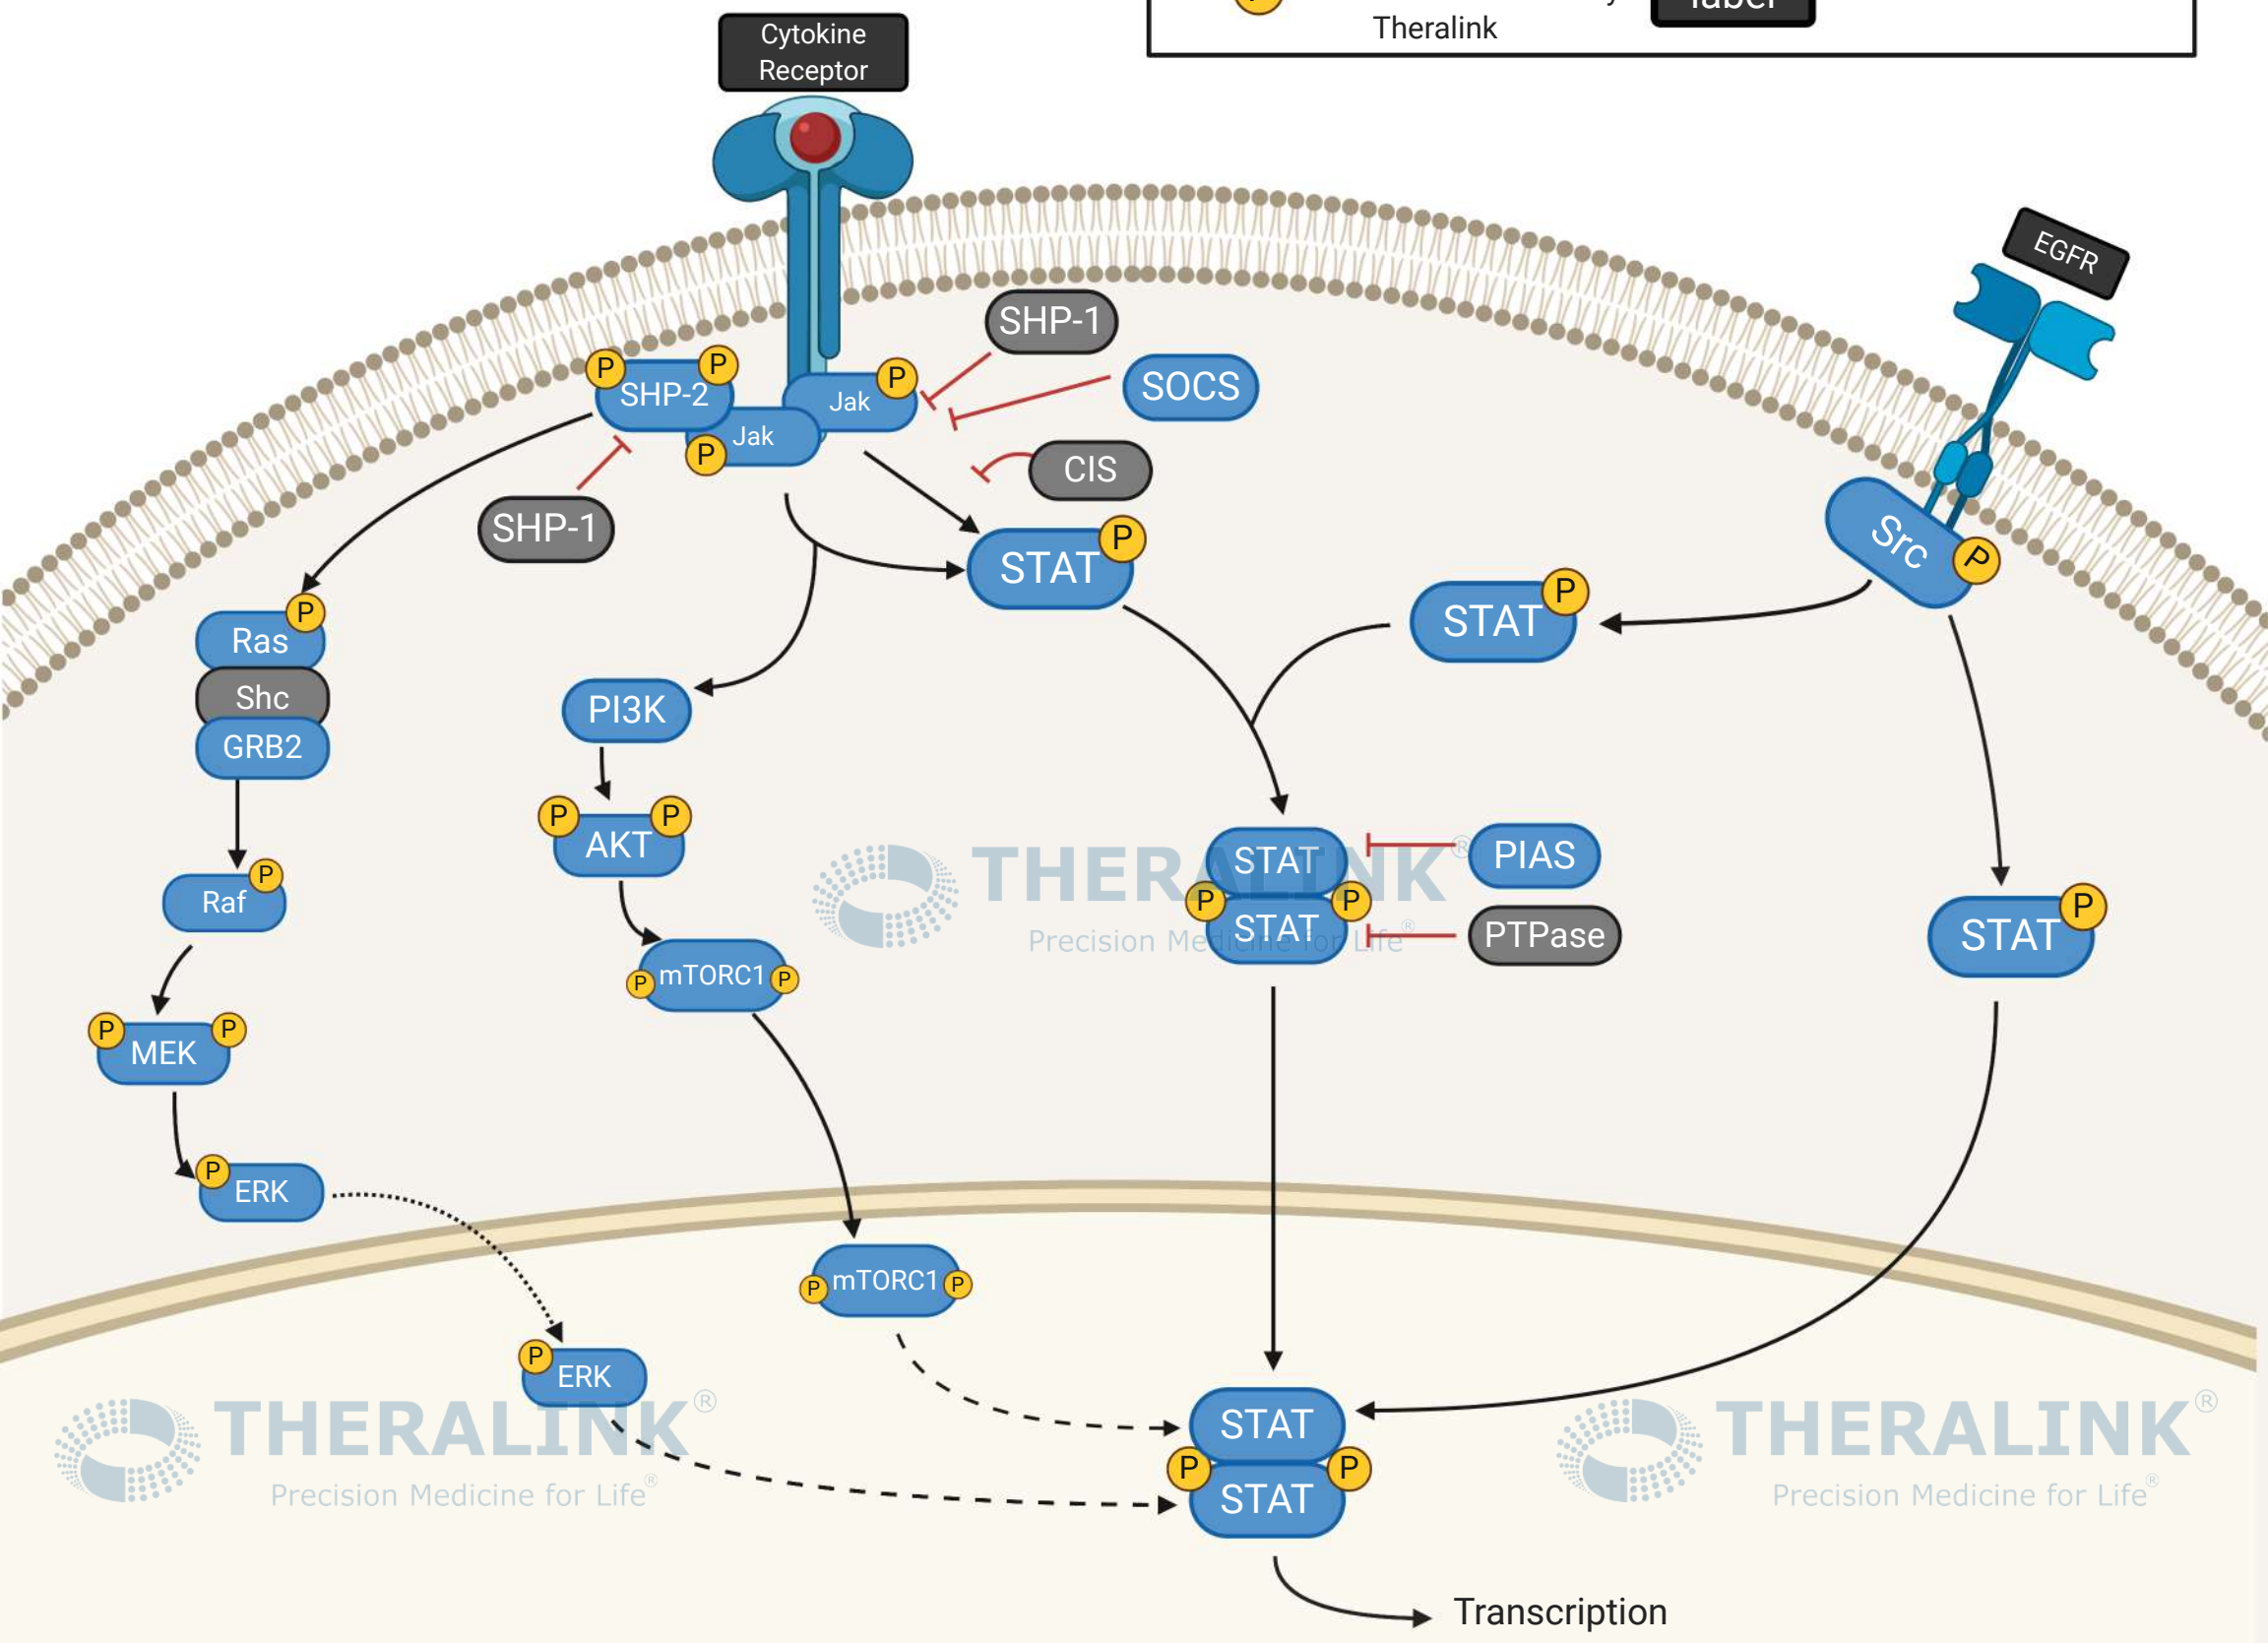 Theralink
Cytokine
Receptor
EGFR
SHP-1
P
P
SHP-2
P
Jak
SOCS
Jak
P
CIS
SHP-1
P
STAT
Src
P
P
STAT
P
Ras
Shc
GRB2
PI3K
P
P
AKT
P
Raf
THERALINK®
Precision Medicine for Life®
STAT
P
P
STAT
PIAS
PTPase
P
STAT
P
mTORC1
P
P
P
MEK
P
ERK
P
mTORC1
P
P
ERK
THERALINK®
Precision Medicine for Life®
STAT
P
P
STAT
THERALINK®
Precision Medicine for Life®
Transcription